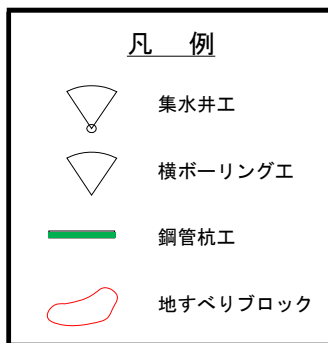 凡 例
集水井工
横ボーリング工
鋼管杭工
地すべりブロック